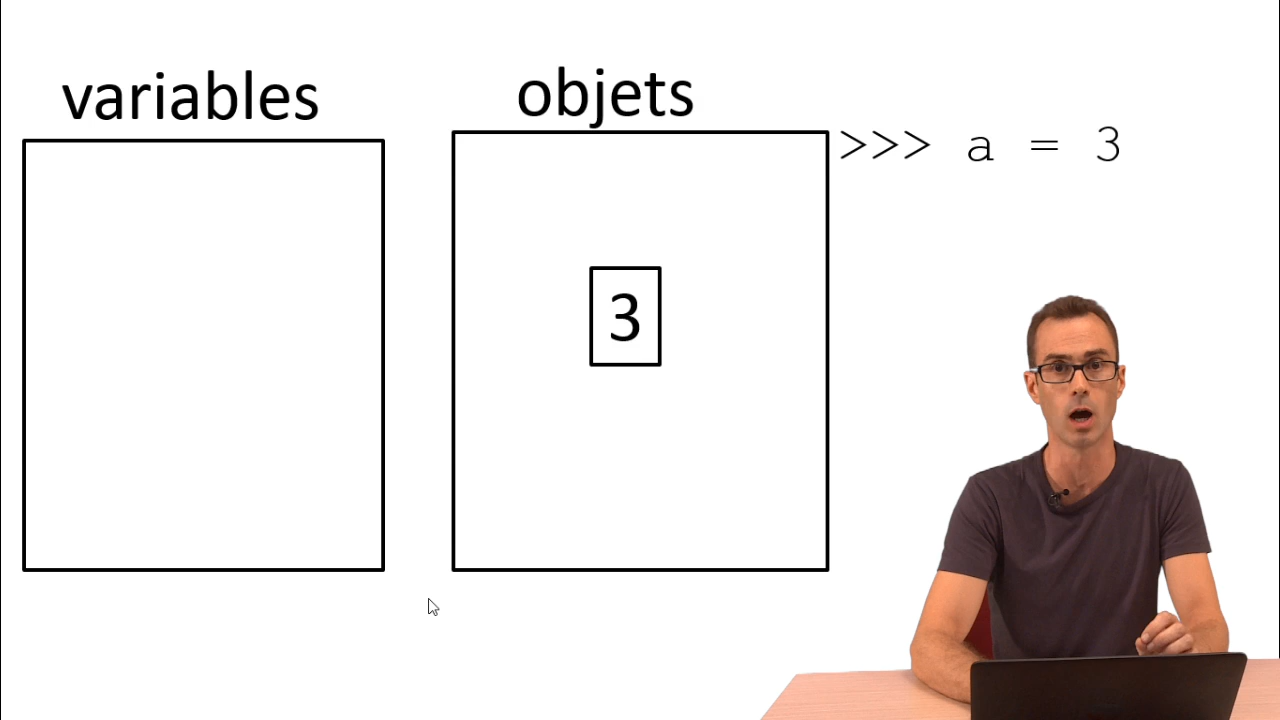 variables
objets
>>> a = 3
3